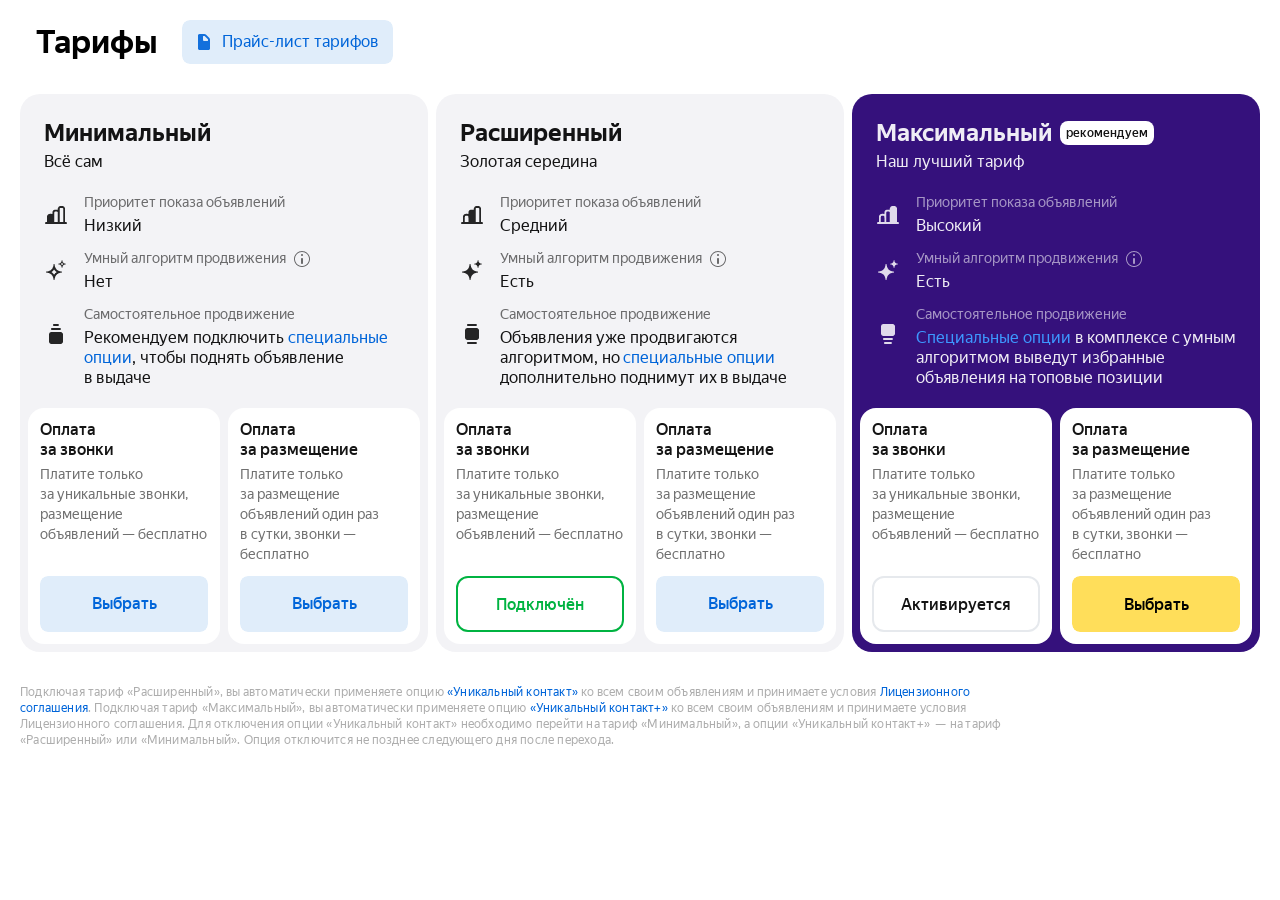 Тарифы
Прайс-лист тарифов
Минимальный
Всё сам
Приоритет показа объявлений
Низкий
Умный алгоритм продвижения
Нет
Самостоятельное продвижение
Рекомендуем подключить специальные
опции, чтобы поднять объявление
в выдаче
Оплата
за звонки
Платите только
за уникальные звонки,
размещение
объявлений — бесплатно
Выбрать
Оплата
за размещение
Платите только
за размещение
объявлений один раз
в сутки, звонки —
бесплатно
Выбрать
Расширенный
Золотая середина
Приоритет показа объявлений
Средний
Умный алгоритм продвижения
Есть
Самостоятельное продвижение
Объявления уже продвигаются
алгоритмом, но специальные опции
дополнительно поднимут их в выдаче
Оплата
за звонки
Платите только
за уникальные звонки,
размещение
объявлений — бесплатно
Подключён
Оплата
за размещение
Платите только
за размещение
объявлений один раз
в сутки, звонки —
бесплатно
Выбрать
Максимальный рекомендуем
Наш лучший тариф
Приоритет показа объявлений
Высокий
Умный алгоритм продвижения
Есть
Самостоятельное продвижение
Специальные опции в комплексе с умным
алгоритмом выведут избранные
объявления на топовые позиции
Оплата
за звонки
Платите только
за уникальные звонки,
размещение
объявлений — бесплатно
Активируется
Оплата
за размещение
Платите только
за размещение
объявлений один раз
в сутки, звонки —
бесплатно
Выбрать
Подключая тариф «Расширенный», вы автоматически применяете опцию «Уникальный контакт» ко всем своим объявлениям и принимаете условия Лицензионного
соглашения. Подключая тариф «Максимальный», вы автоматически применяете опцию «Уникальный контакт+» ко всем своим объявлениям и принимаете условия
Лицензионного соглашения. Для отключения опции «Уникальный контакт» необходимо перейти на тариф «Минимальный», а опции «Уникальный контакт+» — на тариф
«Расширенный» или «Минимальный». Опция отключится не позднее следующего дня после перехода.